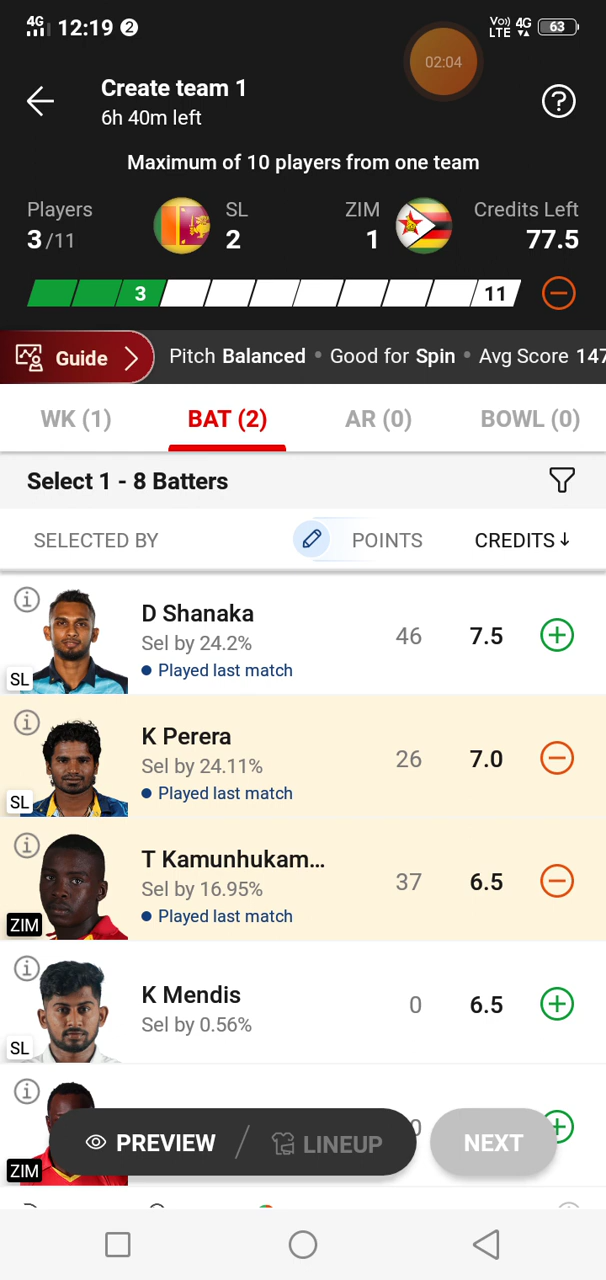 4G 12:19 2 Vo)) LTE 4G 63
02:04
Create team 1
6h 40m left
?
Maximum of 10 players from one team
Players SL ZIM Credits Left
3/11 2 1 77.5
3 11
Guide Pitch Balanced • Good for Spin • Avg Score 147
WK (1) BAT (2) AR (0) BOWL (0)
Select 1 - 8 Batters
SELECTED BY POINTS CREDITS↓
i
D Shanaka
Sel by 24.2% 46 7.5
Played last match
SL
i
K Perera
Sel by 24.11% 26 7.0
Played last match
SL
i
T Kamunhukam...
Sel by 16.95% 37 6.5
Played last match
ZIM
i
K Mendis 0 6.5
Sel by 0.56%
SL
i
PREVIEW / LINEUP NEXT
ZIM